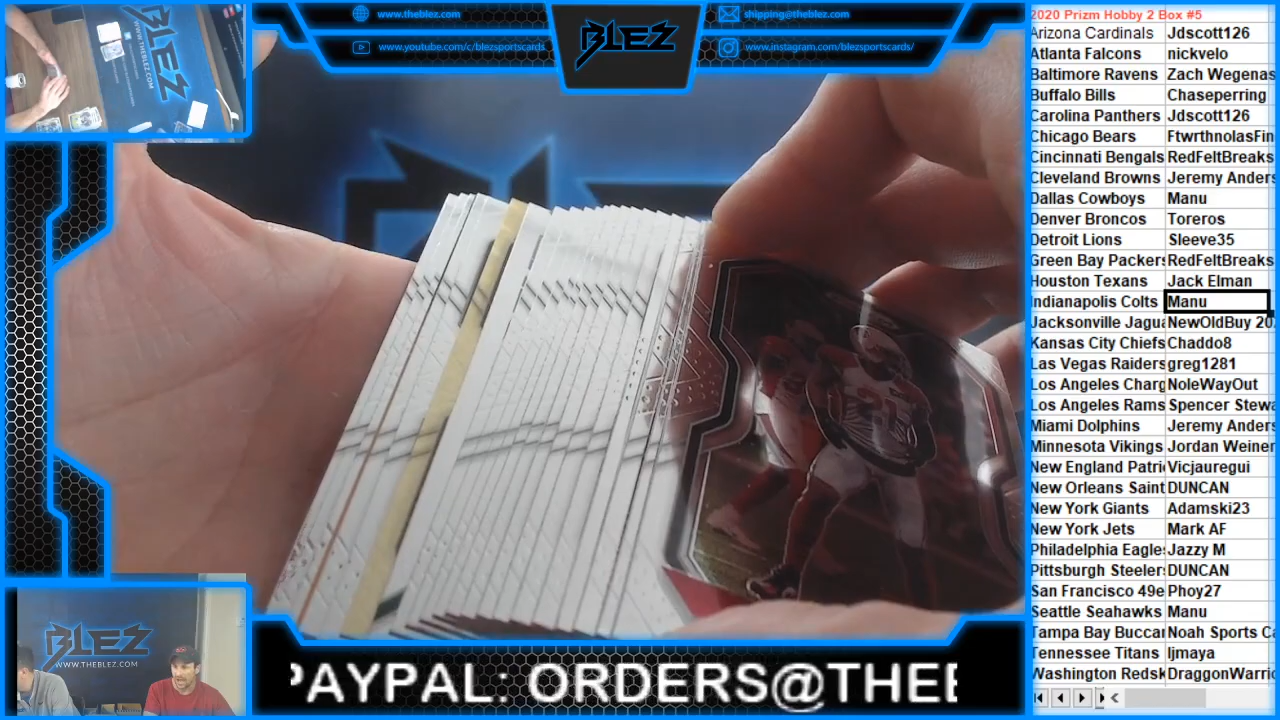 www.theblez.com
www.youtube.com/c/blezsportscards
BLEZ
shipping@theblez.com
www.instagram.com/blezsportscards/
2020 Prizm Hobby 2 Box #5
Arizona Cardinals Jdscott126
Atlanta Falcons nickvelo
Baltimore Ravens Zach Wegenas
Buffalo Bills Chaseperring
Carolina Panthers Jdscott126
Chicago Bears FtwrthnolasFin
Cincinnati Bengals RedFeltBreaks
Cleveland Browns Jeremy Anders
Dallas Cowboys Manu
Denver Broncos Toreros
Detroit Lions Sleeve35
Green Bay Packers RedFeltBreaks
Houston Texans Jack Elman
Indianapolis Colts Manu
Jacksonville Jagua NewOldBuy 20
Kansas City Chiefs Chaddo8
Las Vegas Raiders greg1281
Los Angeles Charg NoleWayOut
Los Angeles Rams Spencer Stewa
Miami Dolphins Jeremy Anders
Minnesota Vikings Jordan Weiner
New England Patri Vicjauregui
New Orleans Saint DUNCAN
New York Giants Adamski23
New York Jets Mark AF
Philadelphia Eagles Jazzy M
Pittsburgh Steelers DUNCAN
San Francisco 49e Phoy27
Seattle Seahawks Manu
Tampa Bay Buccan Noah Sports Ca
Tennessee Titans ljmaya
Washington Redsk DraggonWarrio
BLEZ
WWW.THEBLEZ.COM
BLEZ
WWW.THEBLEZ.COM
21
PAYPAL: ORDERS@THEE